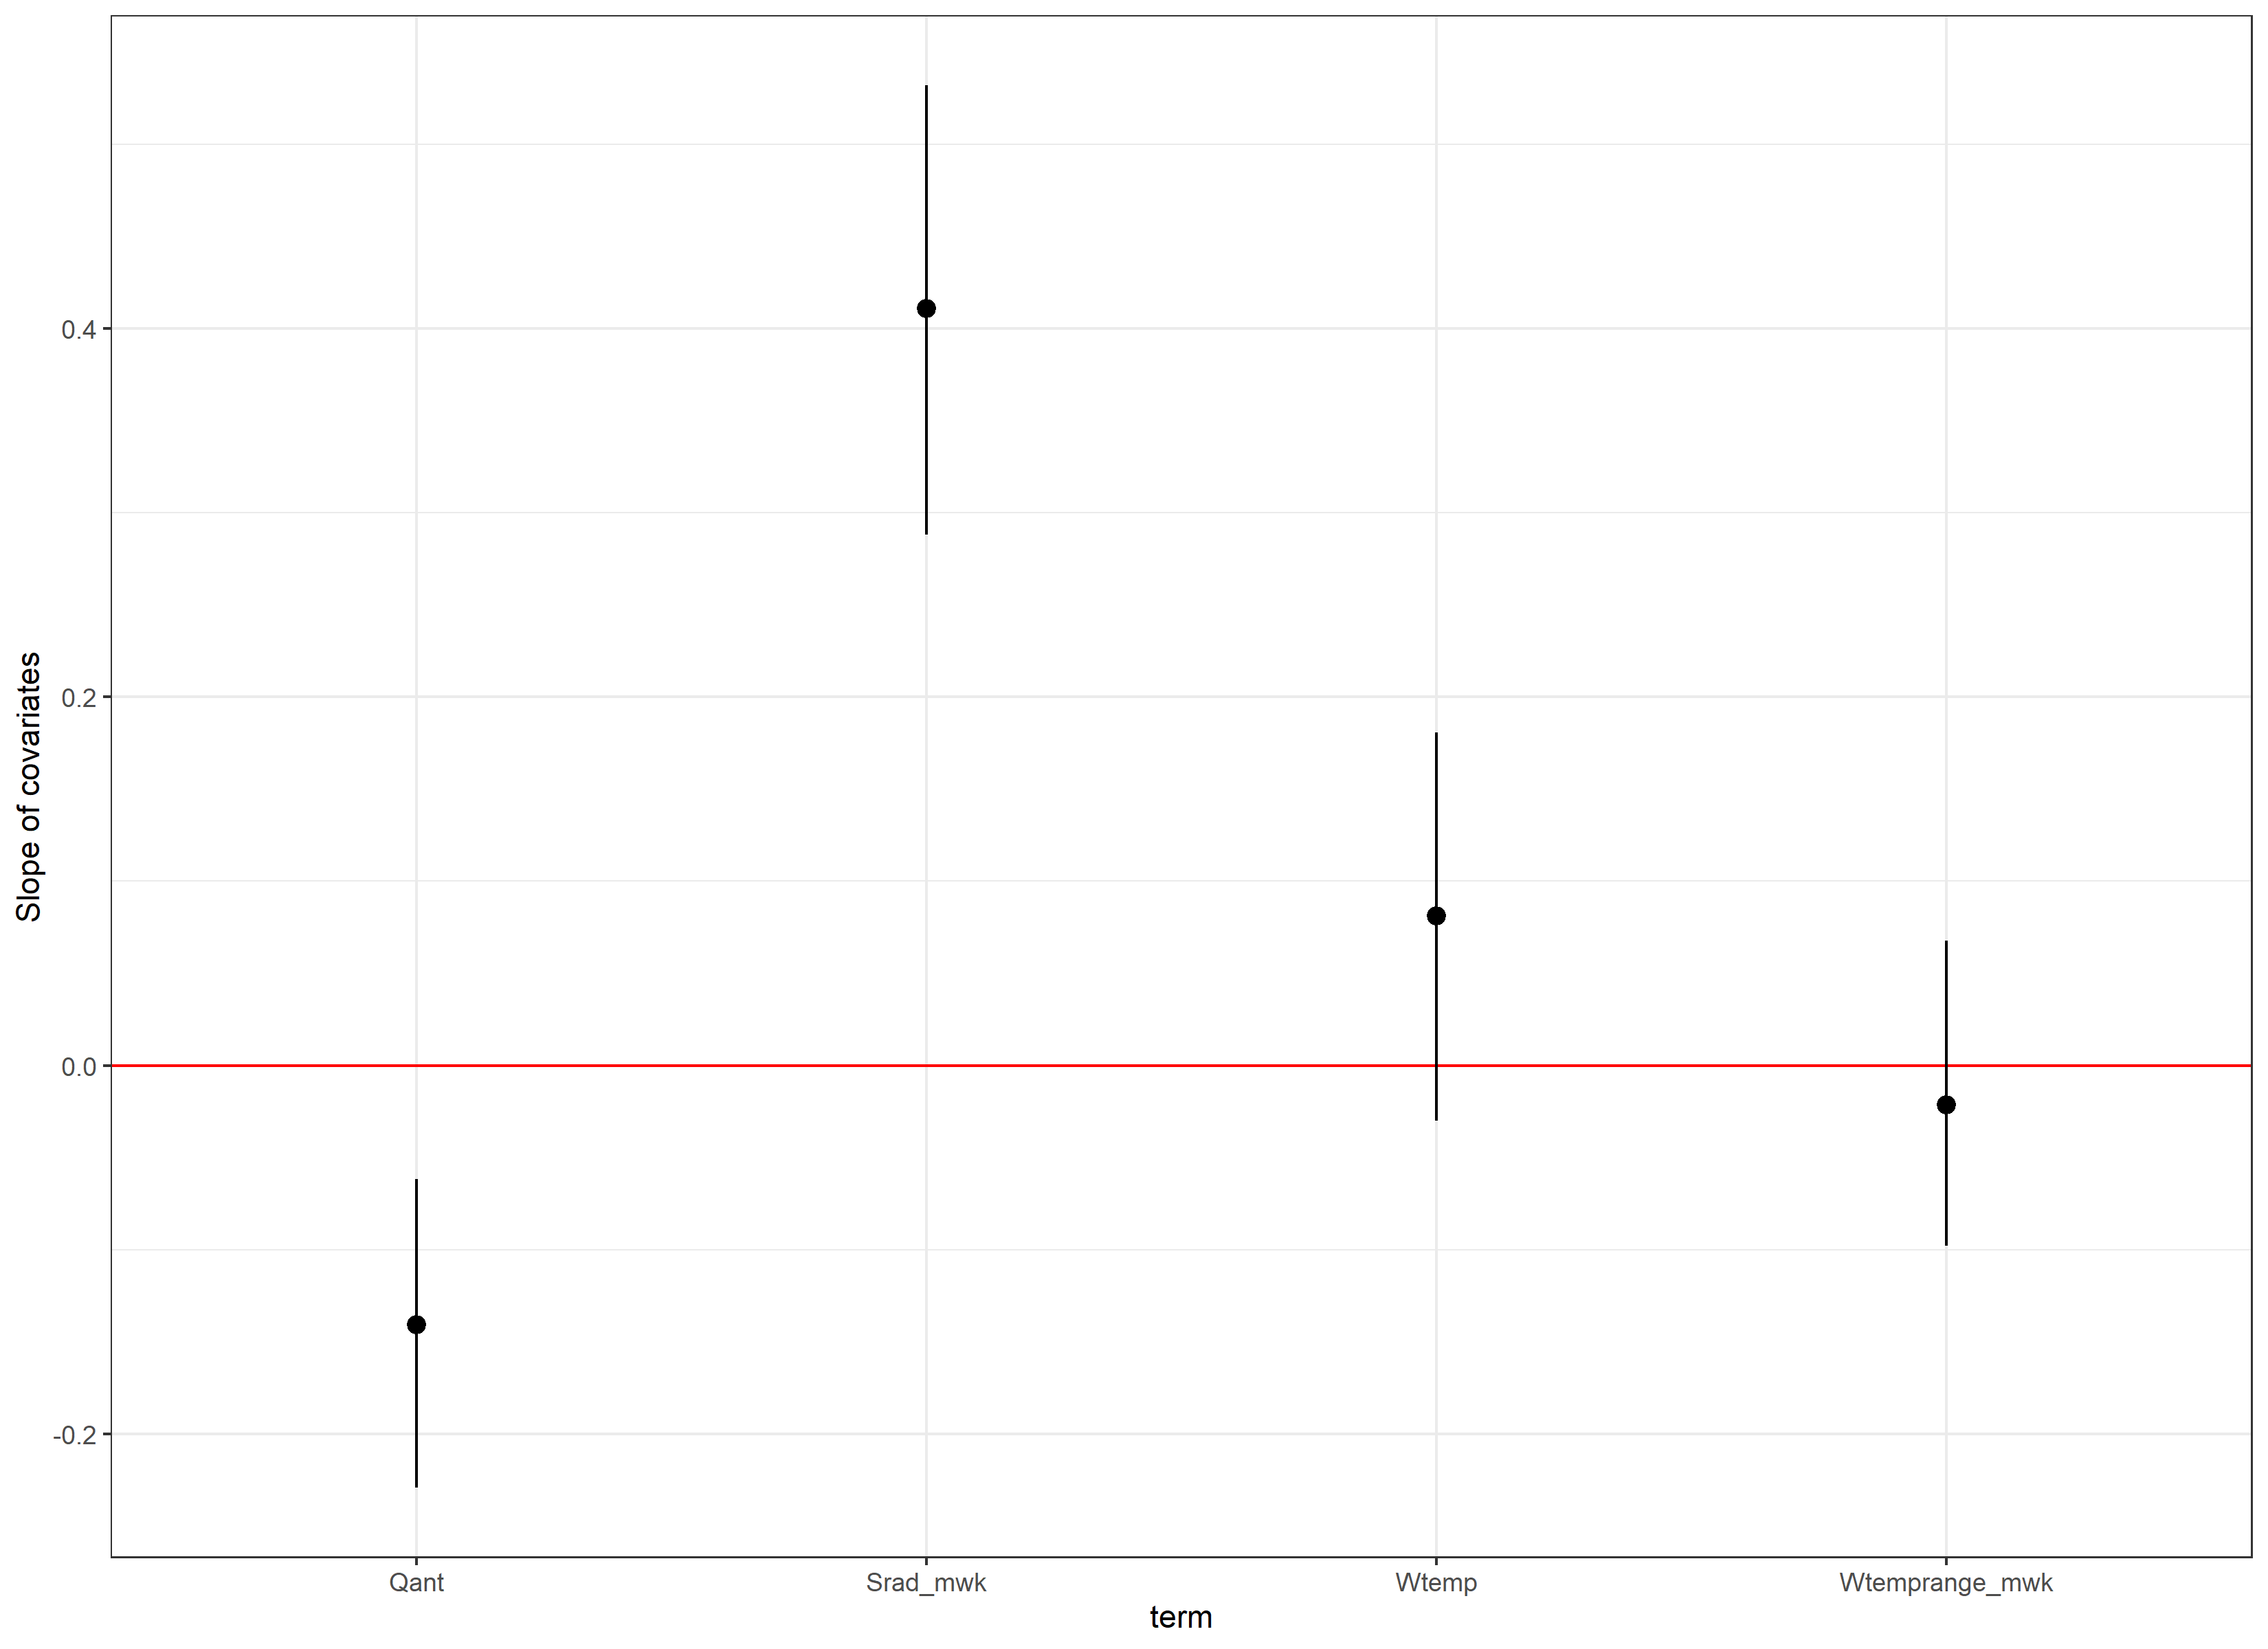 Slope of covariates
0.4
0.2
0.0
-0.2
Qant Srad_mwk Wtemp Wtemprange_mwk
term